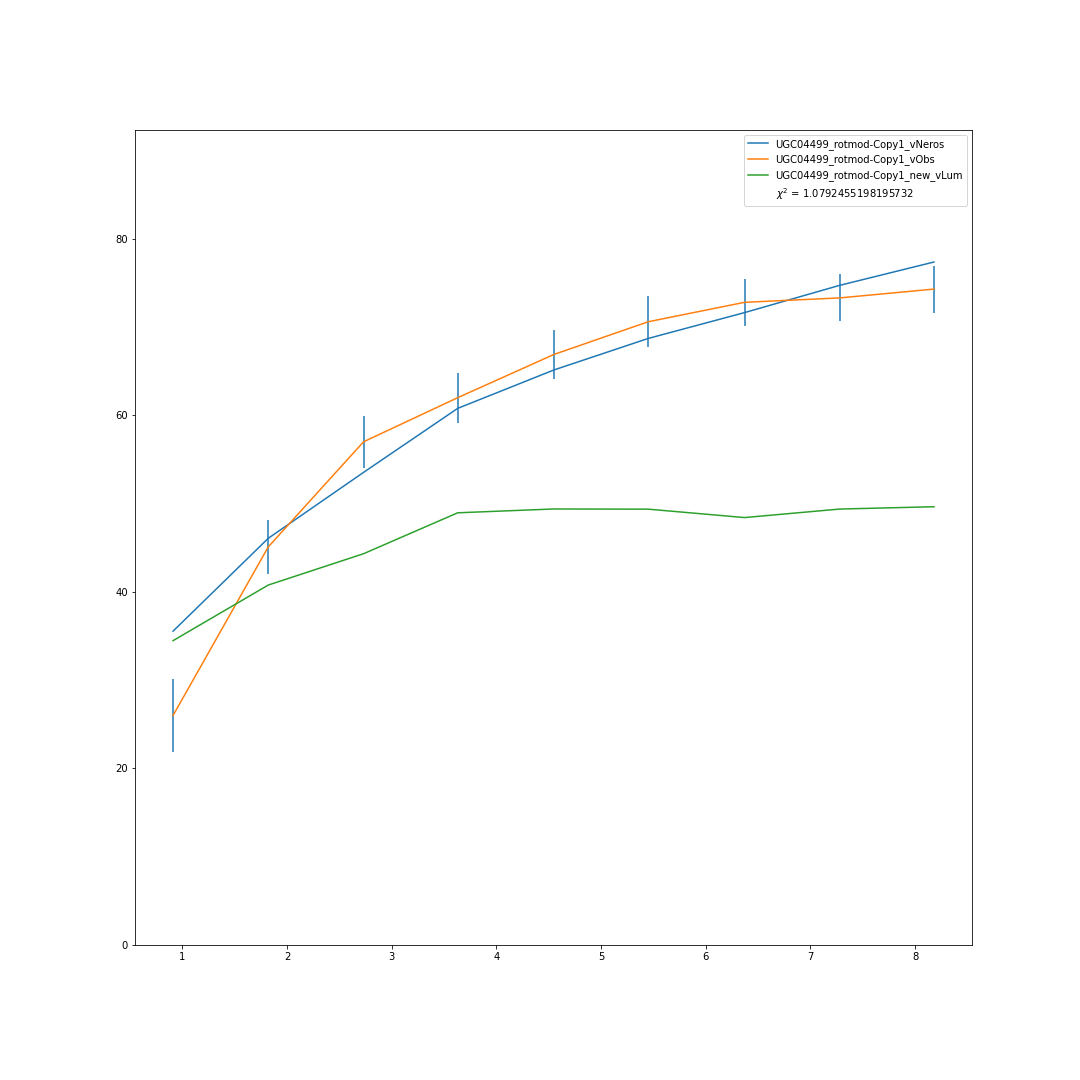 UGC04499_rotmod-Copy1_vNeros
UGC04499_rotmod-Copy1_vObs
UGC04499_rotmod-Copy1_new_vLum
χ² = 1.0792455198195732
80
60
40
20
0
1 2 3 4 5 6 7 8